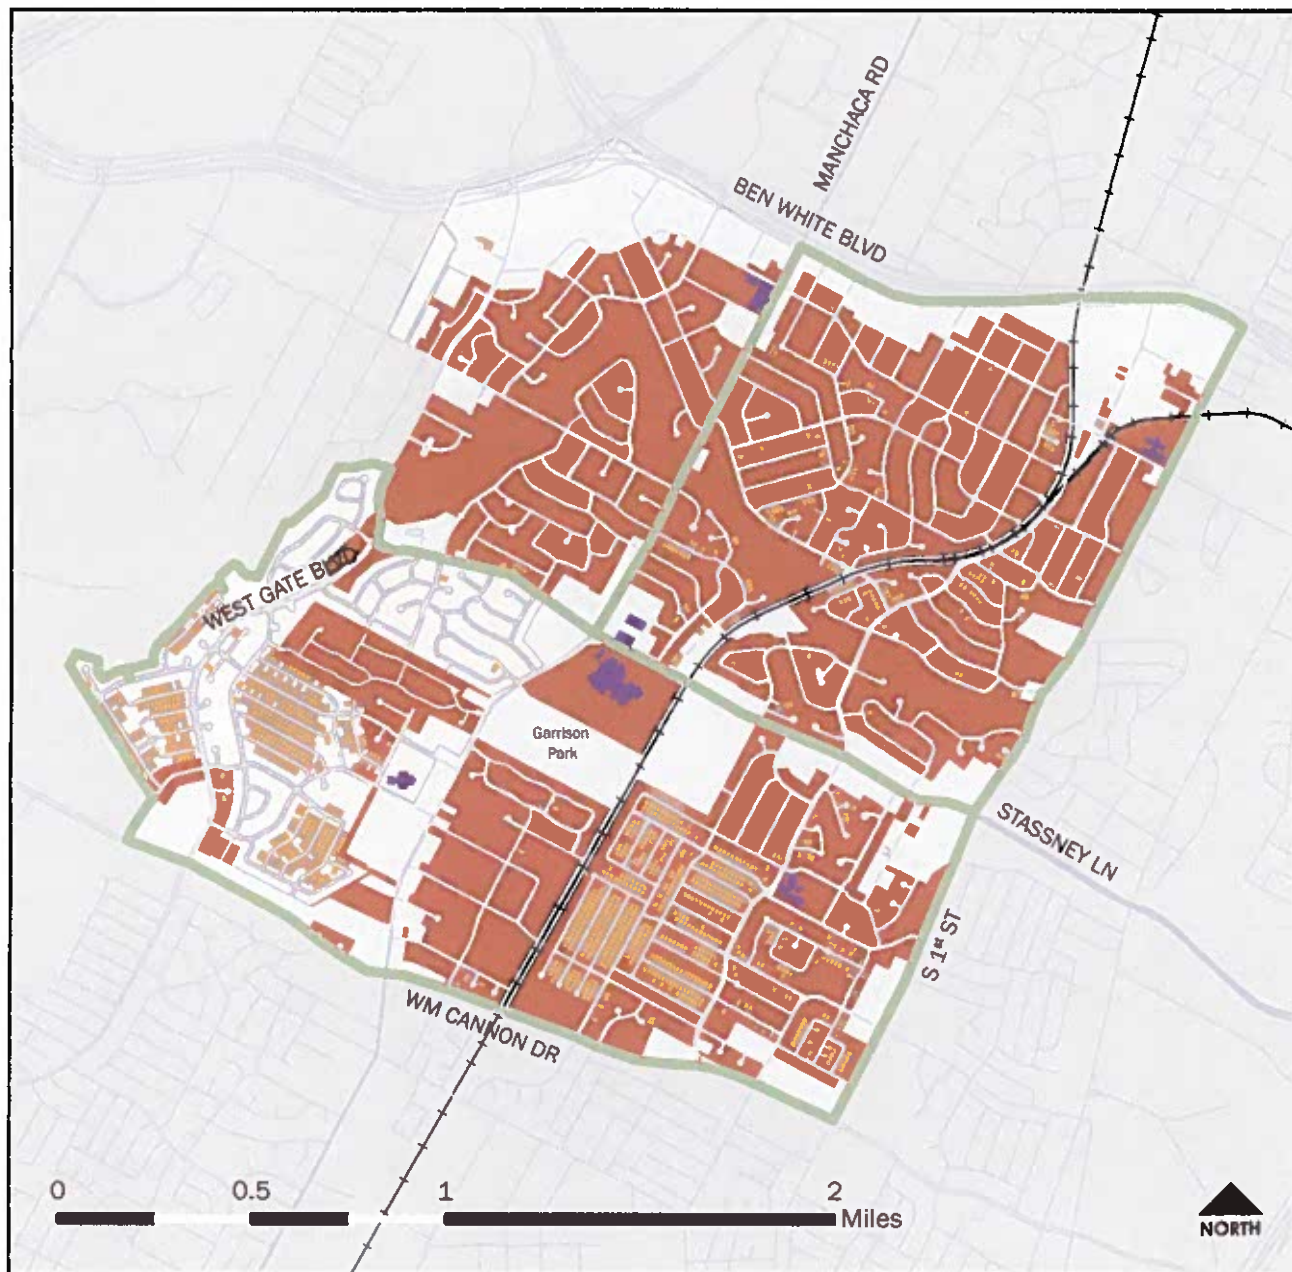 MANCHACA RD
BEN WHITE BLVD
WEST GATE BLVD
Garrison
Park
STASSNEY LN
S 1st ST
WM CANNON DR
0 0.5 1 2
Miles
NORTH